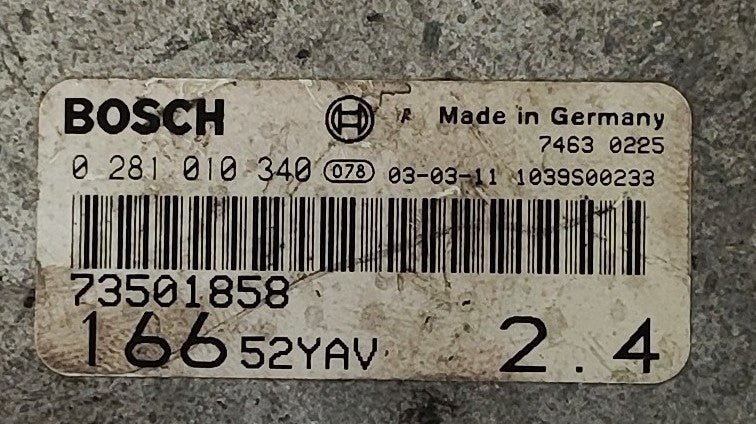 BOSCH R Made in Germany
7463 0225
0 281 010 340 078 03-03-11 1039S00233
73501858
166 52YAV 2.4